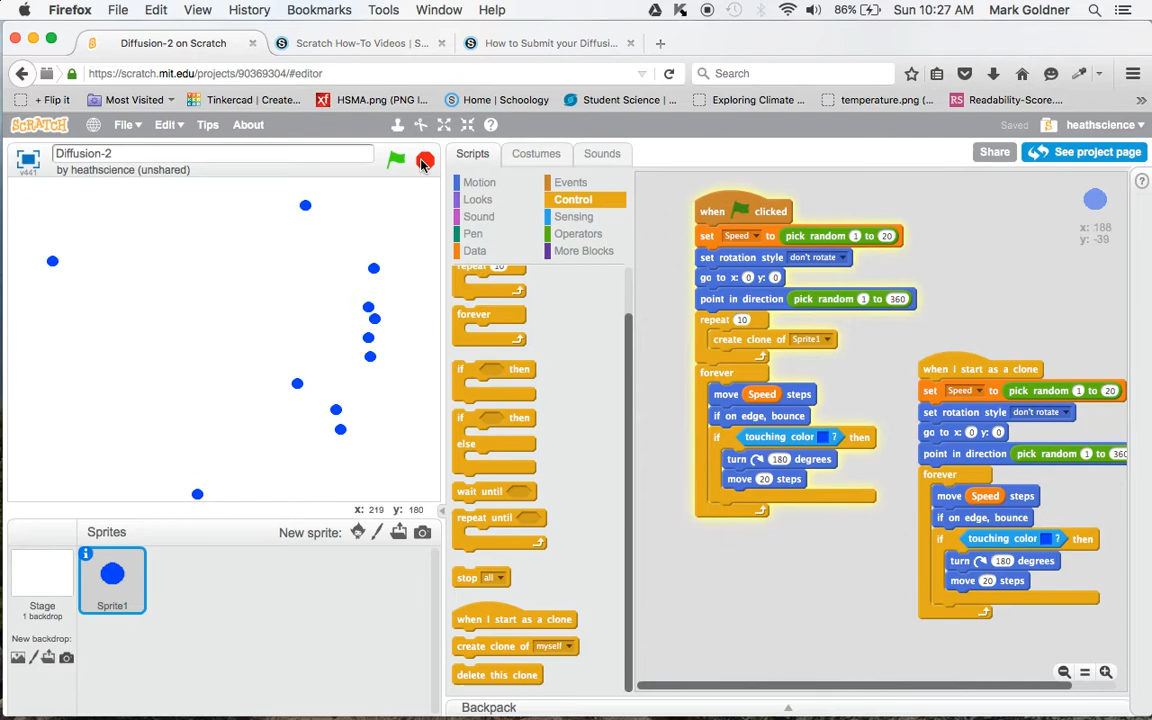 Firefox File Edit View History Bookmarks Tools Window Help 86% Sun 10:27 AM Mark Goldner
Diffusion-2 on Scratch × Scratch How-To Videos | S... × How to Submit your Diffusi... × +
https://scratch.mit.edu/projects/90369304/#editor Search
+ Flip it Most Visited Tinkercad | Create... HSMA.png (PNG I... Home | Schoology Student Science | ... Exploring Climate ... temperature.png (... RS Readability-Score.... »
SCRATCH File Edit Tips About Saved heathscience
Diffusion-2
by heathscience (unshared)
v441
Scripts Costumes Sounds Share See project page
Motion Events
Looks Control
Sound Sensing
Pen Operators
Data More Blocks
repeat 10
forever
if then
if then
else
wait until
repeat until
stop all
when I start as a clone
create clone of myself
delete this clone
when clicked
set Speed to pick random 1 to 20
set rotation style don't rotate
go to x: 0 y: 0
point in direction pick random 1 to 360
repeat 10
create clone of Sprite1
forever
move Speed steps
if on edge, bounce
if touching color ? then
turn 180 degrees
move 20 steps
when I start as a clone
set Speed to pick random 1 to 20
set rotation style don't rotate
go to x: 0 y: 0
point in direction pick random 1 to 360
forever
move Speed steps
if on edge, bounce
if touching color ? then
turn 180 degrees
move 20 steps
x: 188
y: -39
X: 219 y: 180
Sprites New sprite:
Stage
1 backdrop
New backdrop:
Sprite1
Backpack